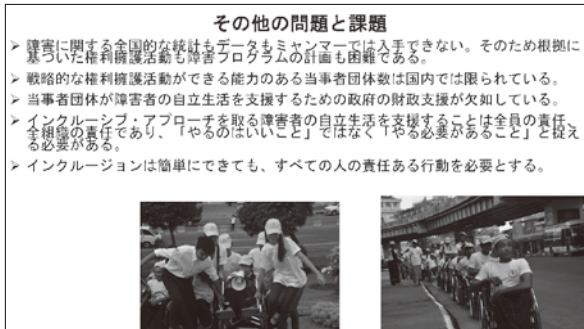 その他の問題と課題
➢ 障害に関する全国的な統計もデータもミャンマーでは入手できない。そのため根拠に
基づいた権利擁護活動も障害プログラムの計画も困難である。
➢ 戦略的な権利擁護活動ができる能力のある当事者団体数は国内では限られている。
➢ 当事者団体が障害者の自立生活を支援するための政府の財政支援が欠如している。
➢ インクルーシブ・アプローチを取る障害者の自立生活を支援することは全員の責任、
全組織の責任であり、「やるのはいいこと」ではなく「やる必要があること」と捉え
る必要がある。
➢ インクルージョンは簡単にできても、すべての人の責任ある行動を必要とする。